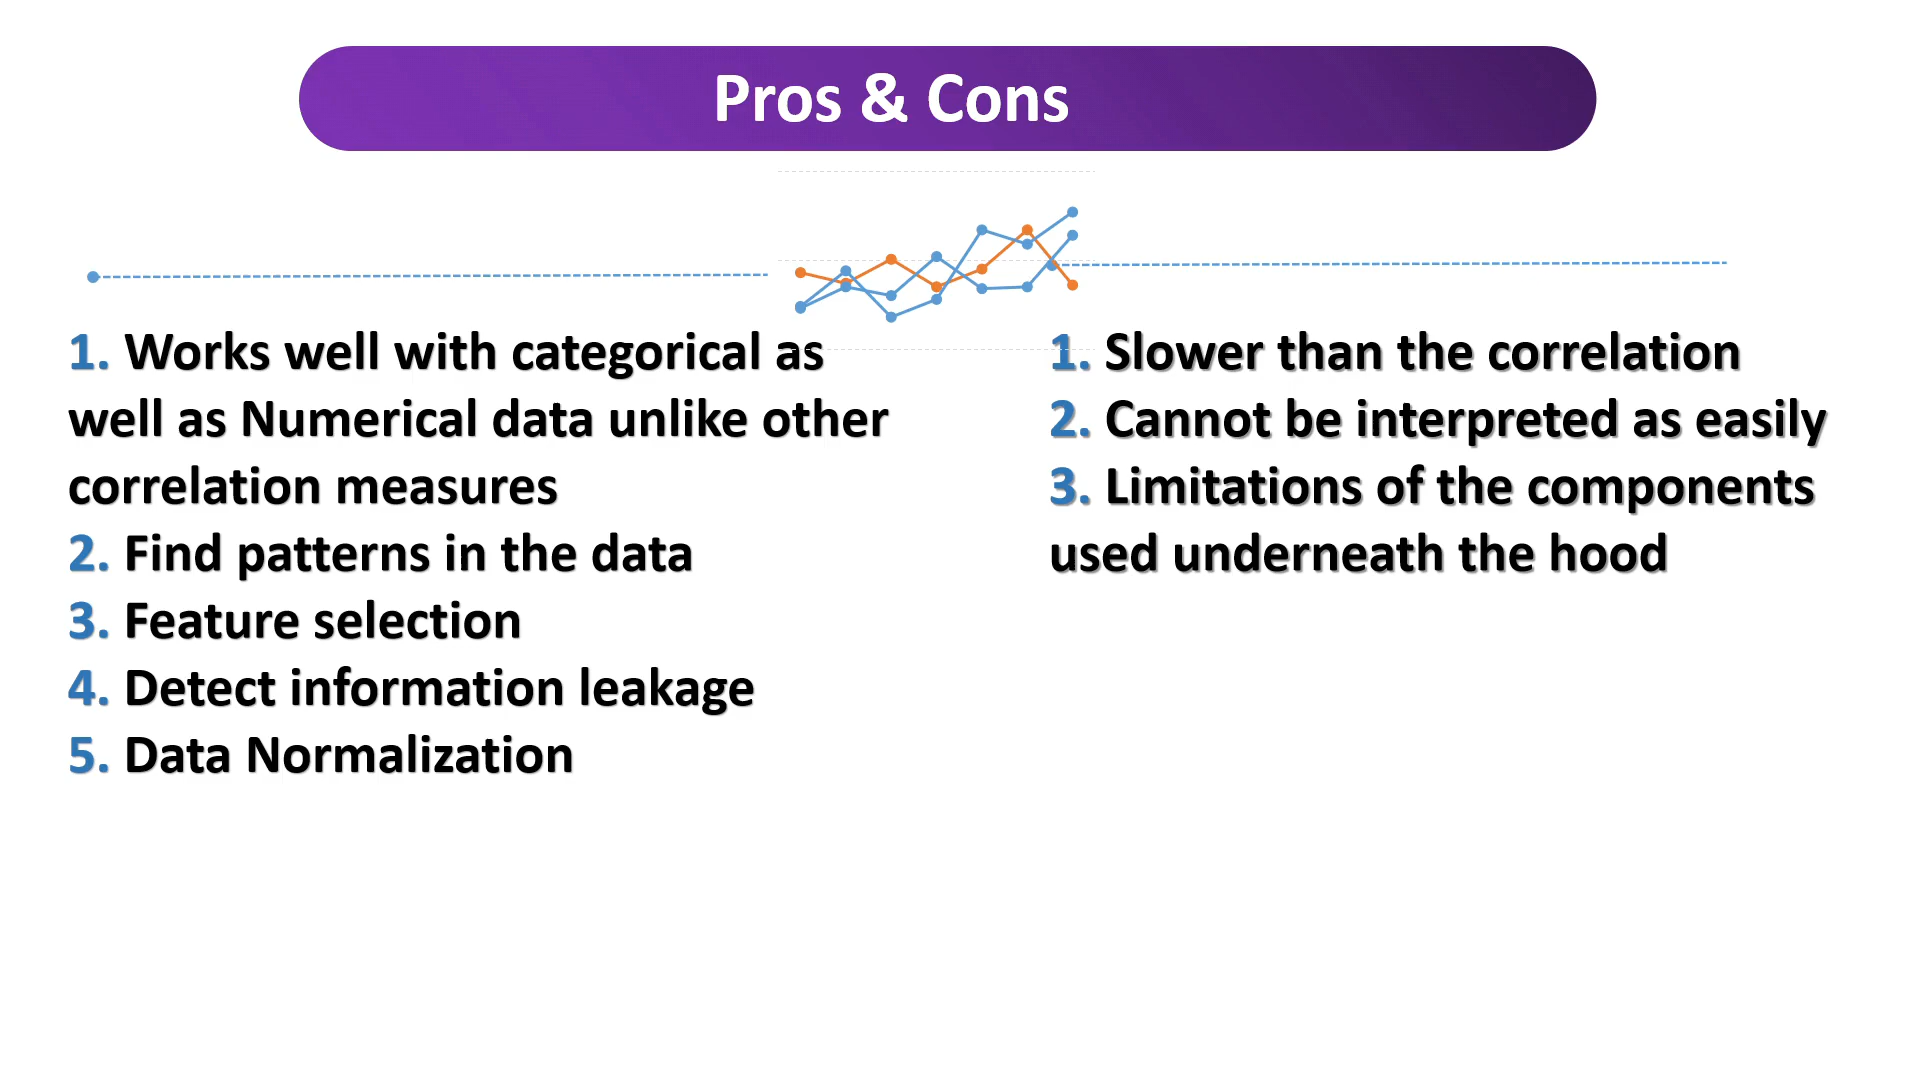 Pros & Cons
1. Works well with categorical as
well as Numerical data unlike other
correlation measures
2. Find patterns in the data
3. Feature selection
4. Detect information leakage
5. Data Normalization
1. Slower than the correlation
2. Cannot be interpreted as easily
3. Limitations of the components
used underneath the hood